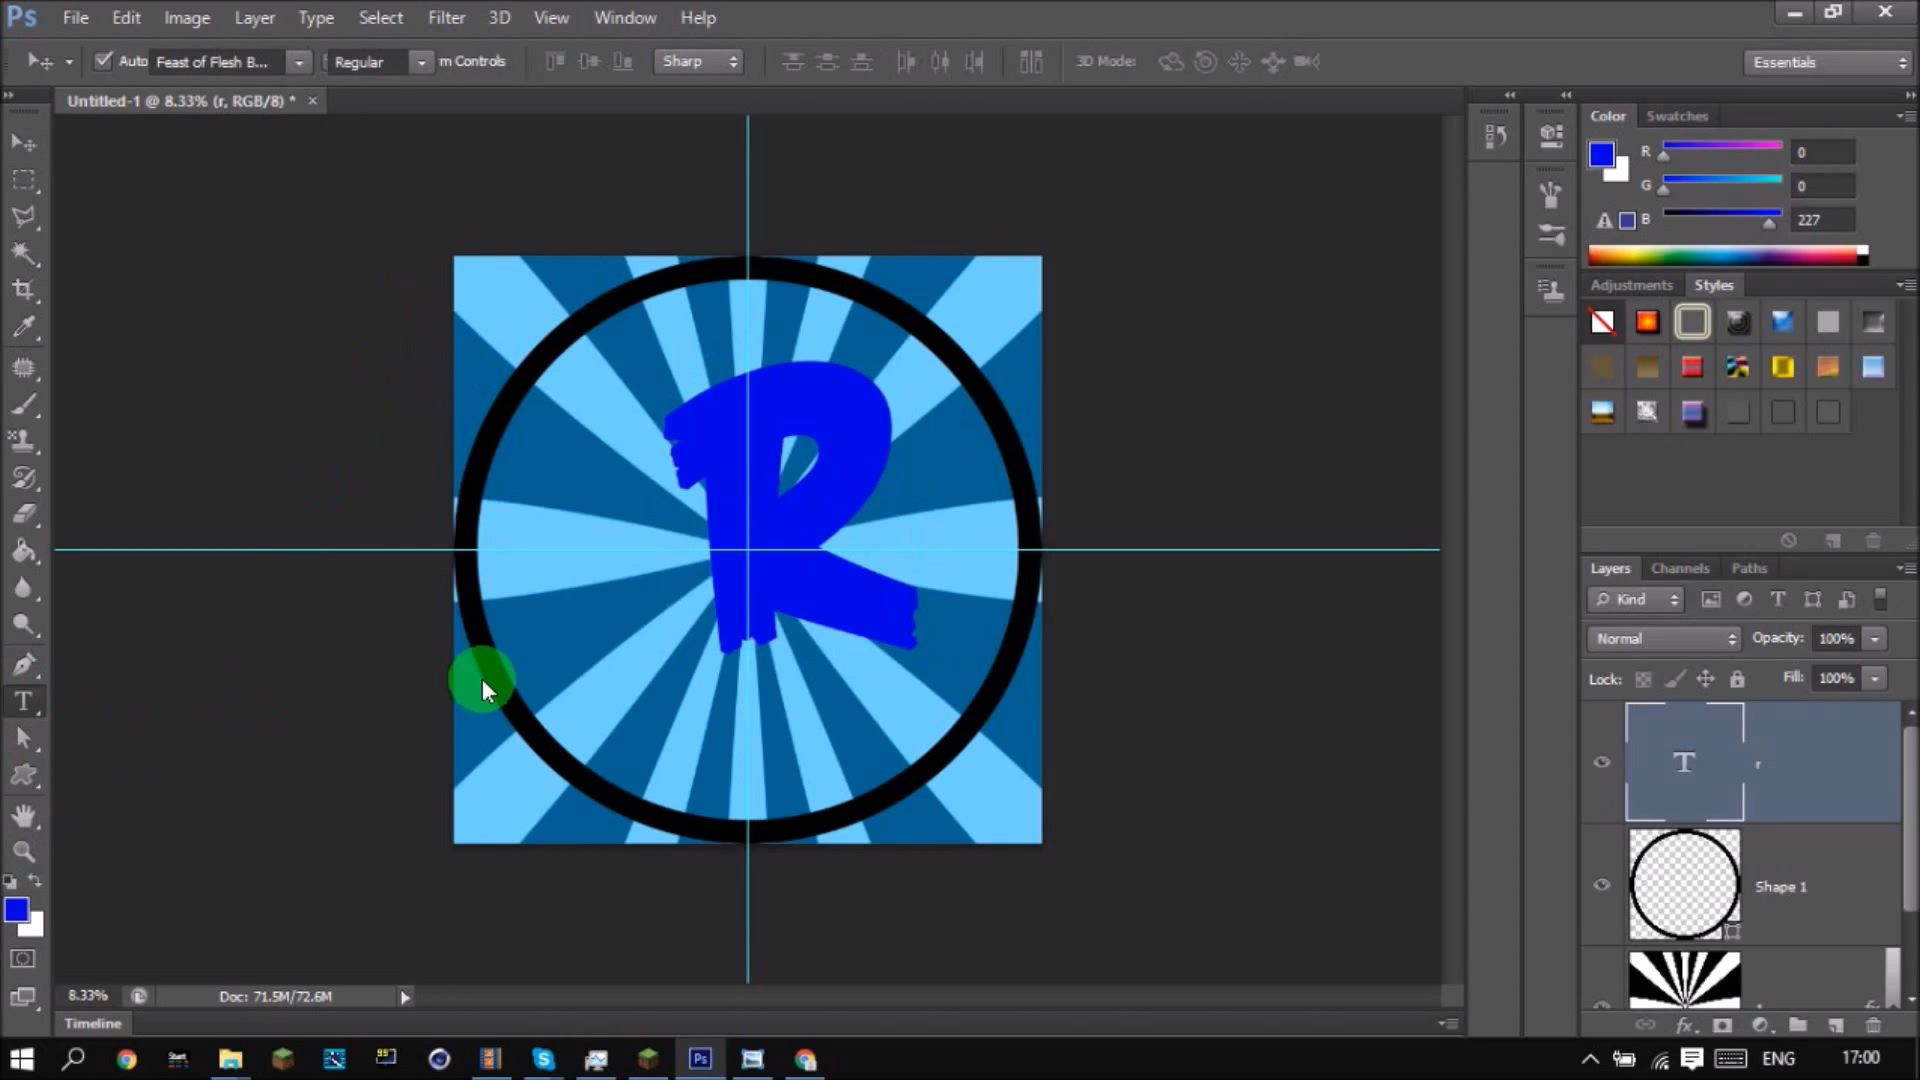 Ps File Edit Image Layer Type Select Filter 3D View Window Help
Auto Feast of Flesh B... Regular m Controls Sharp 3D Mode: Essentials
Untitled-1 @ 8.33% (r, RGB/8) * ×
Color Swatches
R 0
G 0
B 227
Adjustments Styles
R
Layers Channels Paths
Kind
Normal Opacity: 100%
Lock: Fill: 100%
T r
Shape 1
8.33% Doc: 71.5M/72.6M
Timeline
Start 99 Ps ENG 17:00